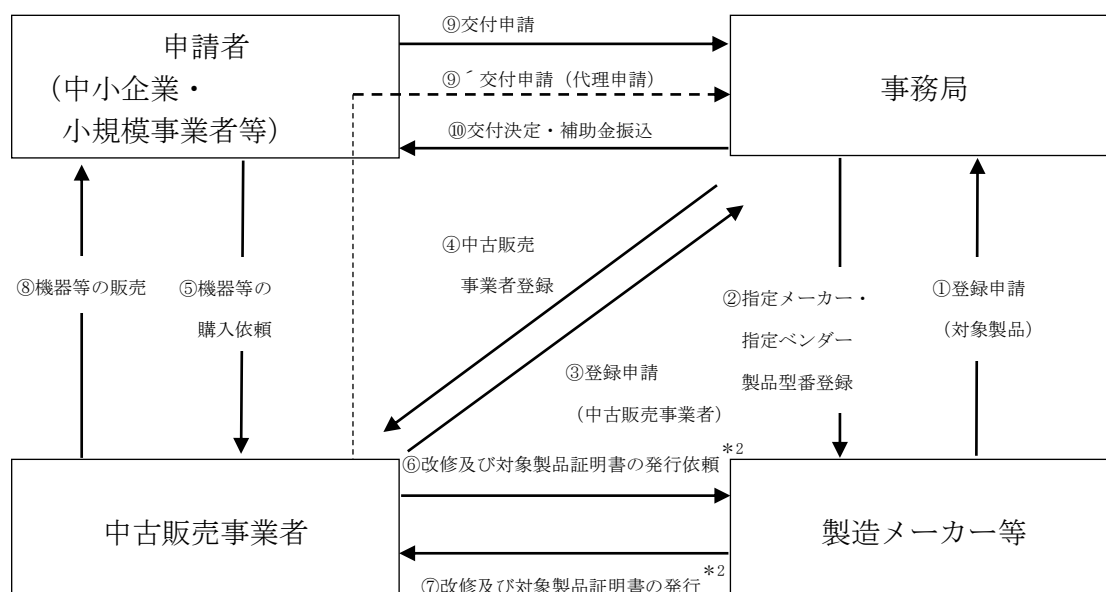 ⑨交付申請
申請者
（中小企業・
小規模事業者等）
⑨´交付申請（代理申請）
事務局
⑩交付決定・補助金振込
④中古販売
事業者登録
⑧機器等の販売
⑤機器等の
購入依頼
②指定メーカー・
指定ベンダー
製品型番登録
①登録申請
（対象製品）
③登録申請
（中古販売事業者）
⑥改修及び対象製品証明書の発行依頼*2
中古販売事業者
製造メーカー等
⑦改修及び対象製品証明書の発行*2